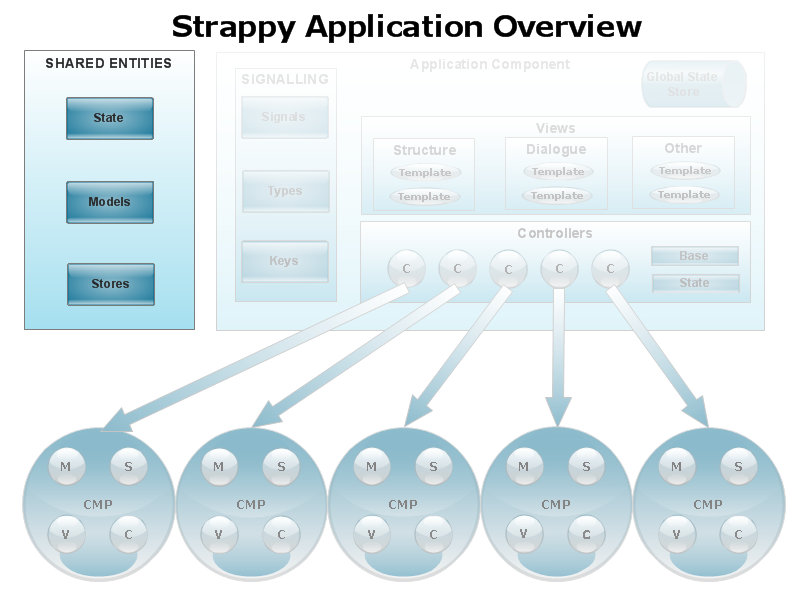 Strappy Application Overview
SHARED ENTITIES
State
Models
Stores
SIGNALLING
Signals
Types
Keys
Application Component
Global State
Store
Views
Structure
Template
Template
Dialogue
Template
Template
Other
Template
Template
Controllers
C C C C C
Base
State
M S
CMP
V C
M S
CMP
V C
M S
CMP
V C
M S
CMP
V C
M S
CMP
V C